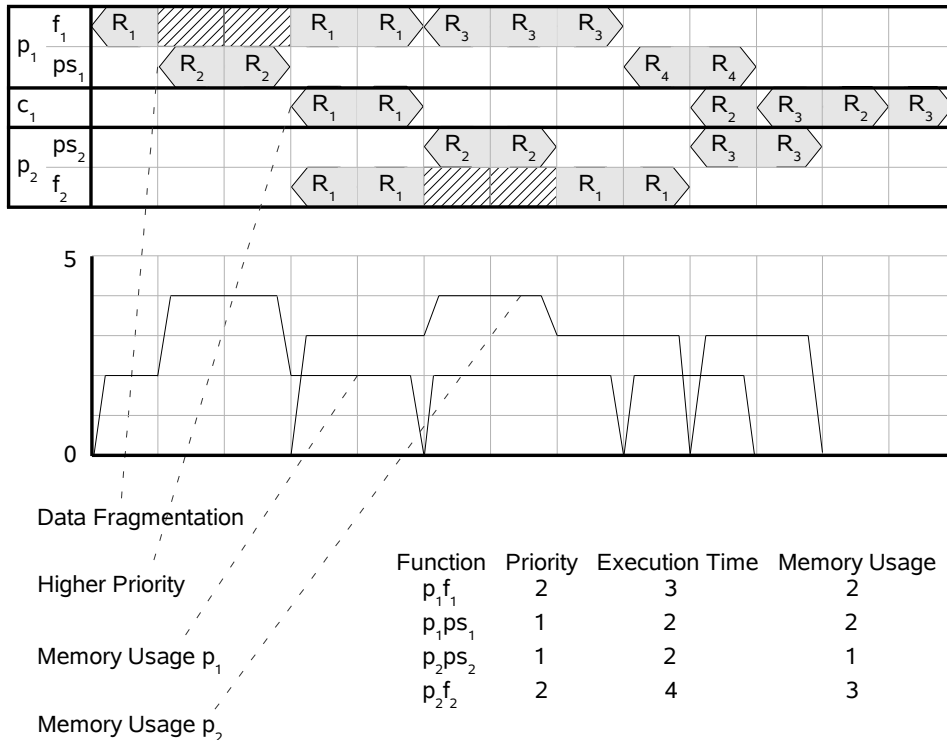 p1 f1 R1 R1 R1 R3 R3 R3
ps1 R2 R2 R4 R4
c1 R1 R1 R2 R3 R2 R3
p2 ps2 R2 R2 R3 R3
f2 R1 R1 R1 R1
5
0
Data Fragmentation
Higher Priority
Memory Usage p1
Memory Usage p2
Function Priority Execution Time Memory Usage
p1f1 2 3 2
p1ps1 1 2 2
p2ps2 1 2 1
p2f2 2 4 3